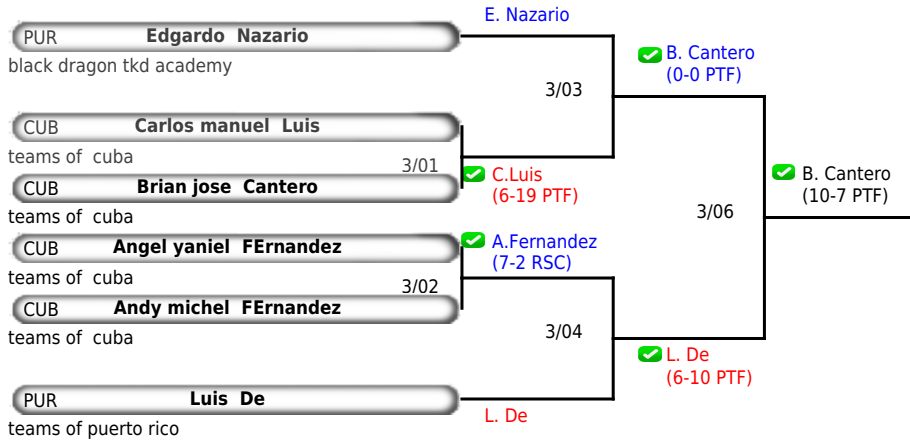 E. Nazario
PUR Edgardo Nazario
black dragon tkd academy
B. Cantero
(0-0 PTF)
3/03
CUB Carlos manuel Luis
teams of cuba
3/01
CUB Brian jose Cantero
teams of cuba
C.Luis
(6-19 PTF)
B. Cantero
(10-7 PTF)
3/06
CUB Angel yaniel FErnandez
teams of cuba
A.Fernandez
(7-2 RSC)
3/02
CUB Andy michel FErnandez
teams of cuba
3/04
L. De
(6-10 PTF)
PUR Luis De
teams of puerto rico
L. De